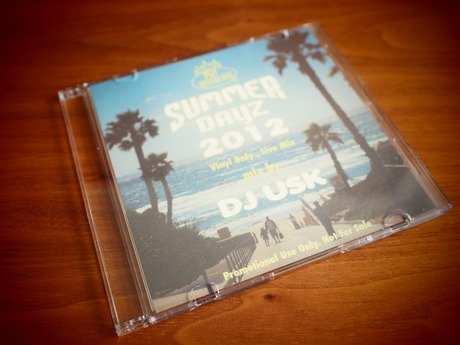 SUMMER
DAYZ
2012
Vinyl Only, Live Mix
mix by
DJ USK
Promotional Use Only. Not For Sale